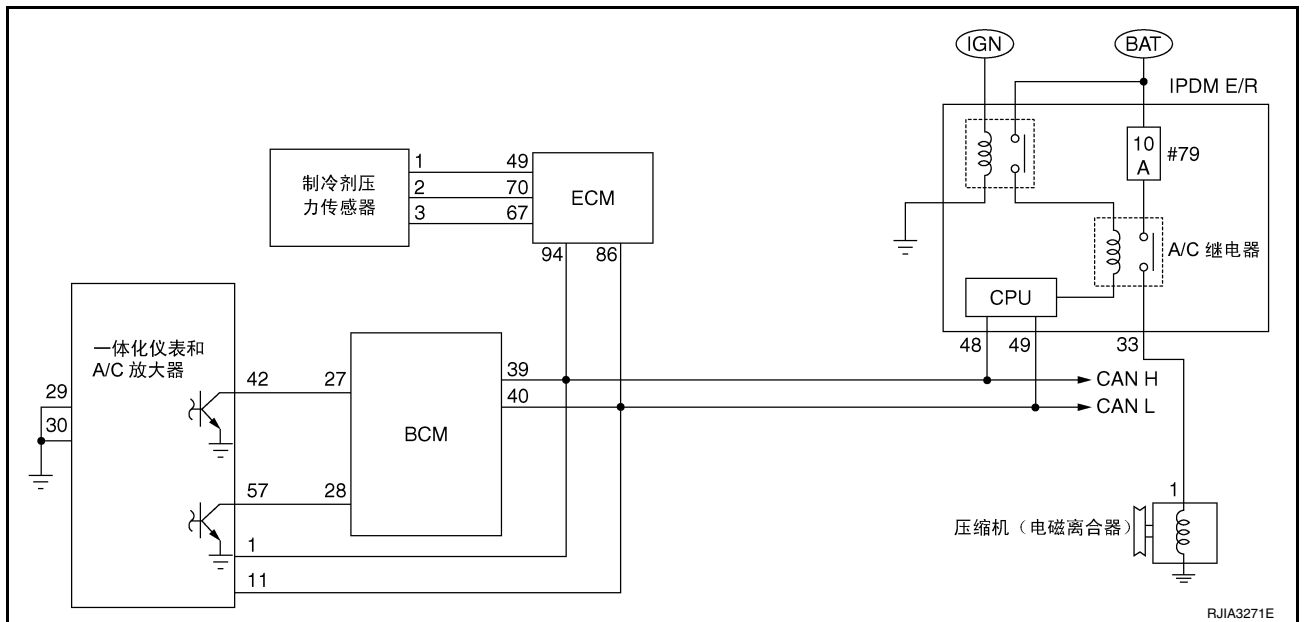 IGN
BAT
IPDM E/R
10
A
#79
制冷剂压
力传感器
1
2
3
49
70
67
ECM
94
86
A/C 继电器
CPU
48
49
33
一体化仪表和
A/C 放大器
29
30
42
27
57
28
1
11
BCM
39
40
CAN H
CAN L
1
压缩机（电磁离合器）
RJIA3271E